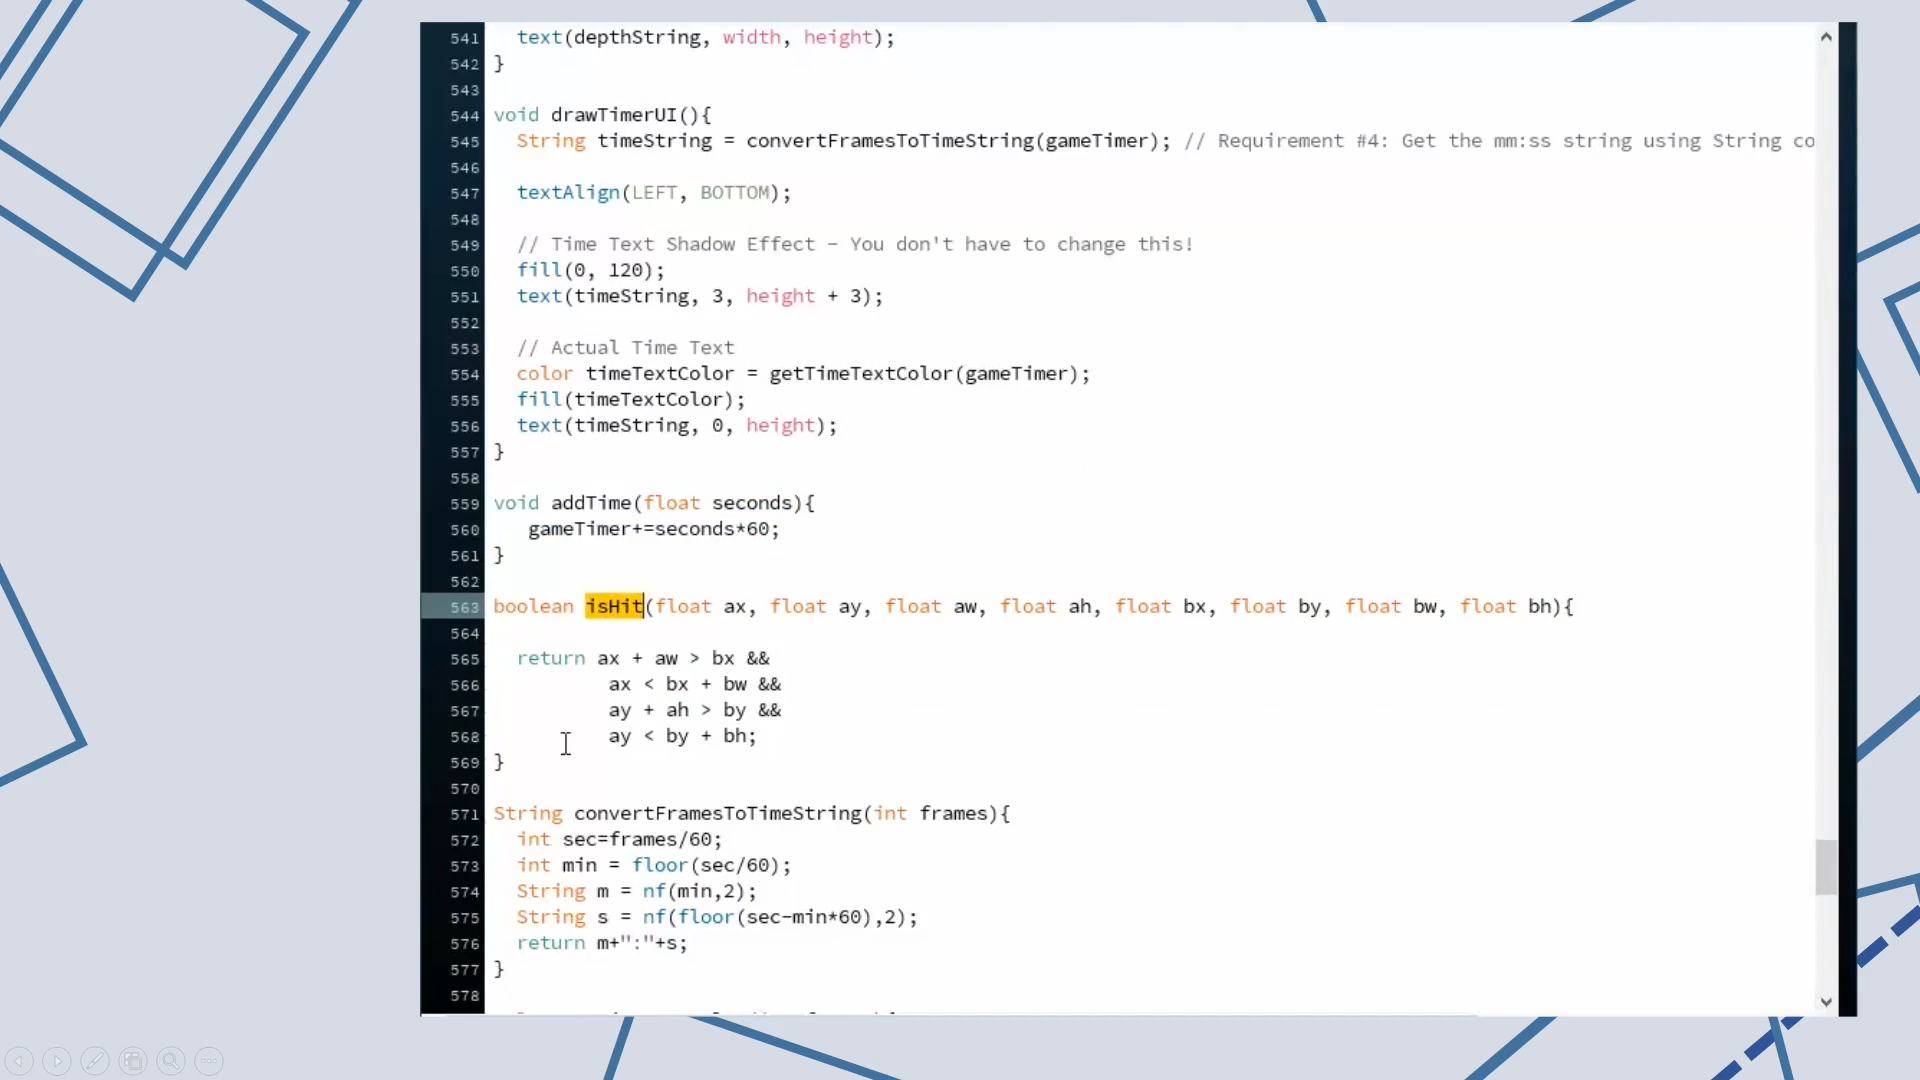 541 text(depthString, width, height);
542 }
543
544 void drawTimerUI(){
545 String timeString = convertFramesToTimeString(gameTimer); // Requirement #4: Get the mm:ss string using String co
546
547 textAlign(LEFT, BOTTOM);
548
549 // Time Text Shadow Effect - You don't have to change this!
550 fill(0, 120);
551 text(timeString, 3, height + 3);
552
553 // Actual Time Text
554 color timeTextColor = getTimeTextColor(gameTimer);
555 fill(timeTextColor);
556 text(timeString, 0, height);
557 }
558
559 void addTime(float seconds){
560 gameTimer+=seconds*60;
561 }
562
563 boolean isHit(float ax, float ay, float aw, float ah, float bx, float by, float bw, float bh){
564
565 return ax + aw > bx &&
566 ax < bx + bw &&
567 ay + ah > by &&
568 ay < by + bh;
569 }
570
571 String convertFramesToTimeString(int frames){
572 int sec=frames/60;
573 int min = floor(sec/60);
574 String m = nf(min,2);
575 String s = nf(floor(sec-min*60),2);
576 return m+":"+s;
577 }
578